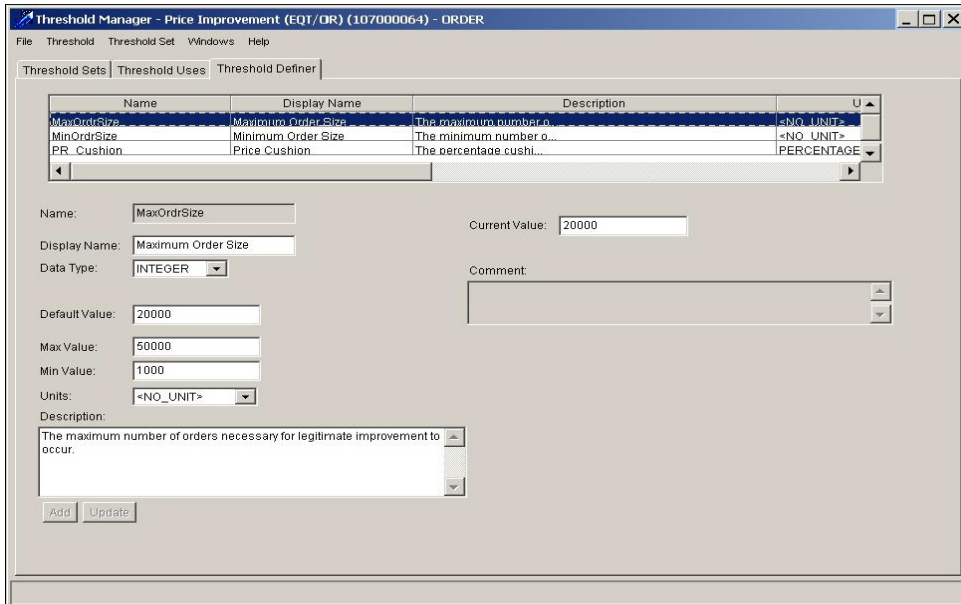 Threshold Manager - Price Improvement (EQT/OR) (107000064) - ORDER
File Threshold Threshold Set Windows Help
Threshold Sets Threshold Uses Threshold Definer
Name Display Name Description U
MaxOrdrSize Maximum Order Size The maximum number o... <NO_UNIT>
MinOrdrSize Minimum Order Size The minimum number o... <NO_UNIT>
PR_Cushion Price Cushion The percentage cushi... PERCENTAGE
Name: MaxOrdrSize
Current Value: 20000
Display Name: Maximum Order Size
Data Type: INTEGER
Comment:
Default Value: 20000
Max Value: 50000
Min Value: 1000
Units: <NO_UNIT>
Description:
The maximum number of orders necessary for legitimate improvement to
occur.
Add Update